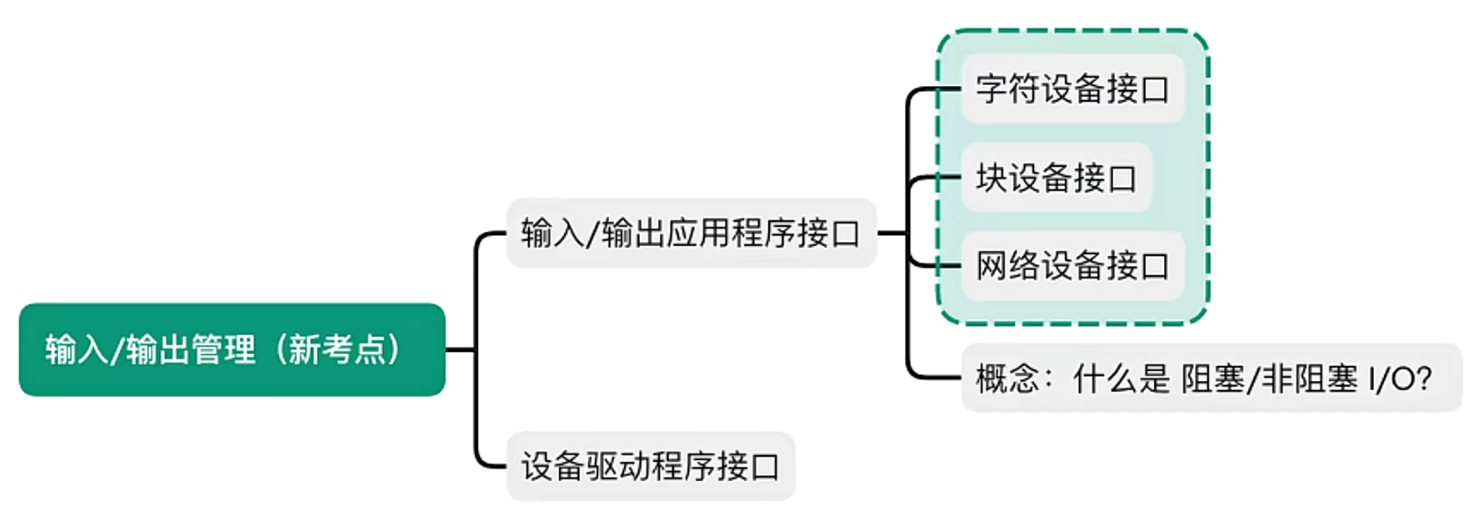 输入/输出管理（新考点）
输入/输出应用程序接口
字符设备接口
块设备接口
网络设备接口
概念：什么是 阻塞/非阻塞 I/O？
设备驱动程序接口